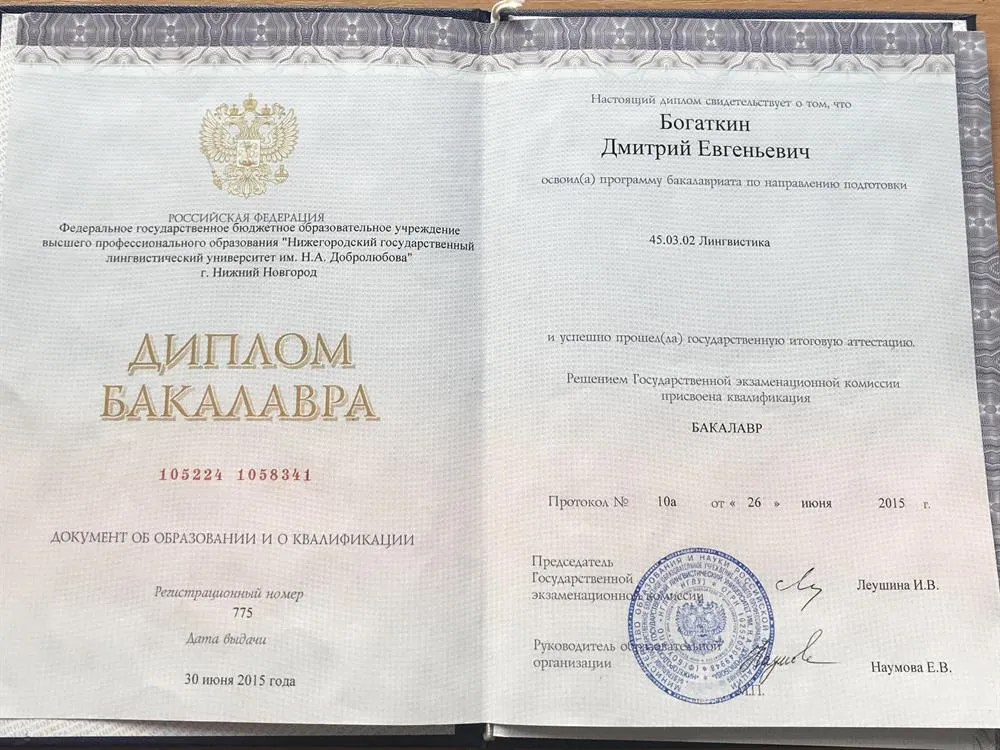 РОССИЙСКАЯ ФЕДЕРАЦИЯ
Федеральное государственное бюджетное образовательное учреждение
высшего профессионального образования "Нижегородский государственный
лингвистический университет им. Н.А. Добролюбова"
г. Нижний Новгород
ДИПЛОМ
БАКАЛАВРА
105224 1058341
ДОКУМЕНТ ОБ ОБРАЗОВАНИИ И О КВАЛИФИКАЦИИ
Регистрационный номер
775
Дата выдачи
30 июня 2015 года
Настоящий диплом свидетельствует о том, что
Богаткин
Дмитрий Евгеньевич
освоил(а) программу бакалавриата по направлению подготовки
45.03.02 Лингвистика
и успешно прошел(ла) государственную итоговую аттестацию.
Решением Государственной экзаменационной комиссии
присвоена квалификация
БАКАЛАВР
Протокол № 10а от « 26 » июня 2015 г.
Председатель
Государственной
экзаменационной комиссии
Леушина И.В.
Руководитель образовательной
организации
Наумова Е.В.
М.П.